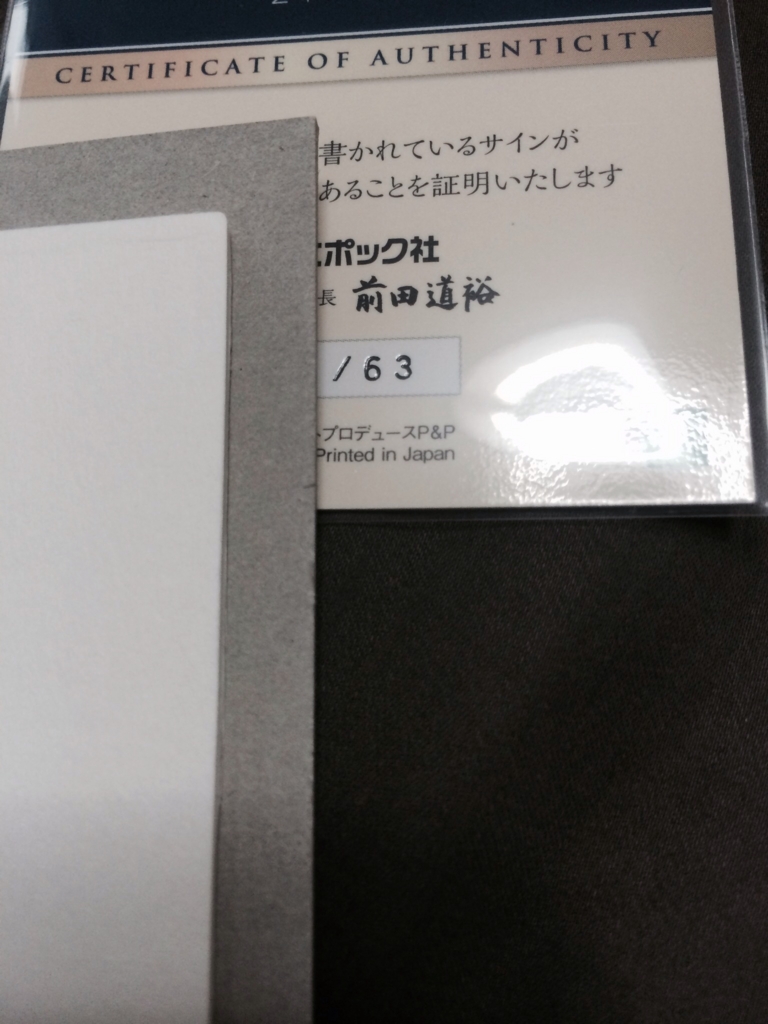 CERTIFICATE OF AUTHENTICITY
書かれているサインが
あることを証明いたします
ポック社
長 前田道裕
/63
プロデュースP&P
Printed in Japan